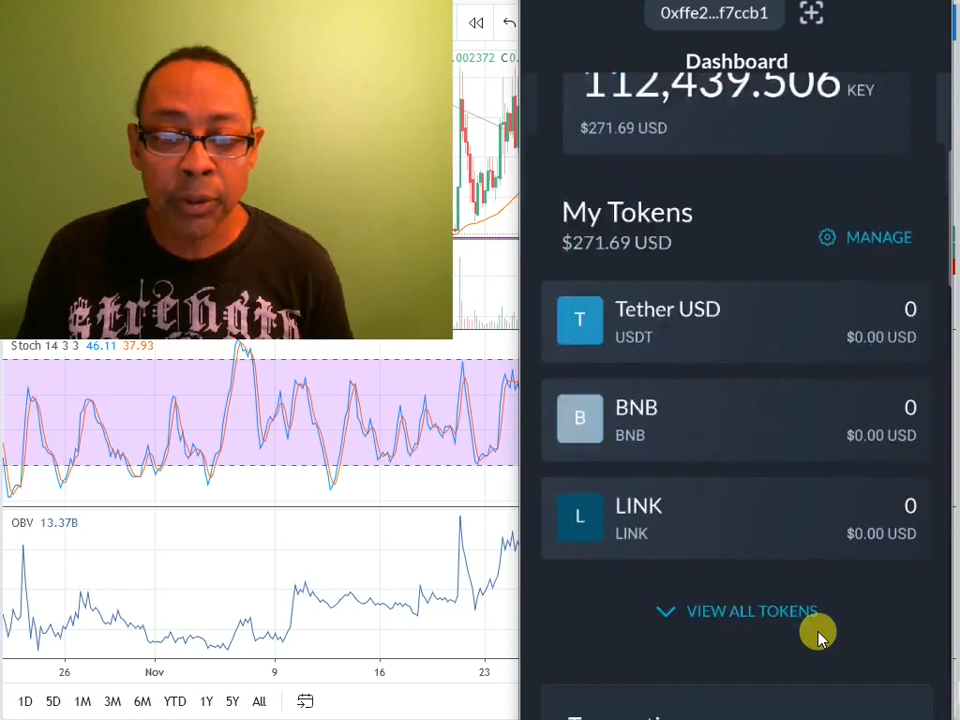 0xffe2...f7ccb1
.002372 C0.
Dashboard
112,439.506 KEY
$271.69 USD
My Tokens
$271.69 USD
MANAGE
T
Tether USD
0
USDT
$0.00 USD
B
BNB
0
BNB
$0.00 USD
L
LINK
0
LINK
$0.00 USD
VIEW ALL TOKENS
strength
Stoch 14 3 3 46.11 37.93
OBV 13.37B
26 Nov 9 16 23
1D 5D 1M 3M 6M YTD 1Y 5Y All